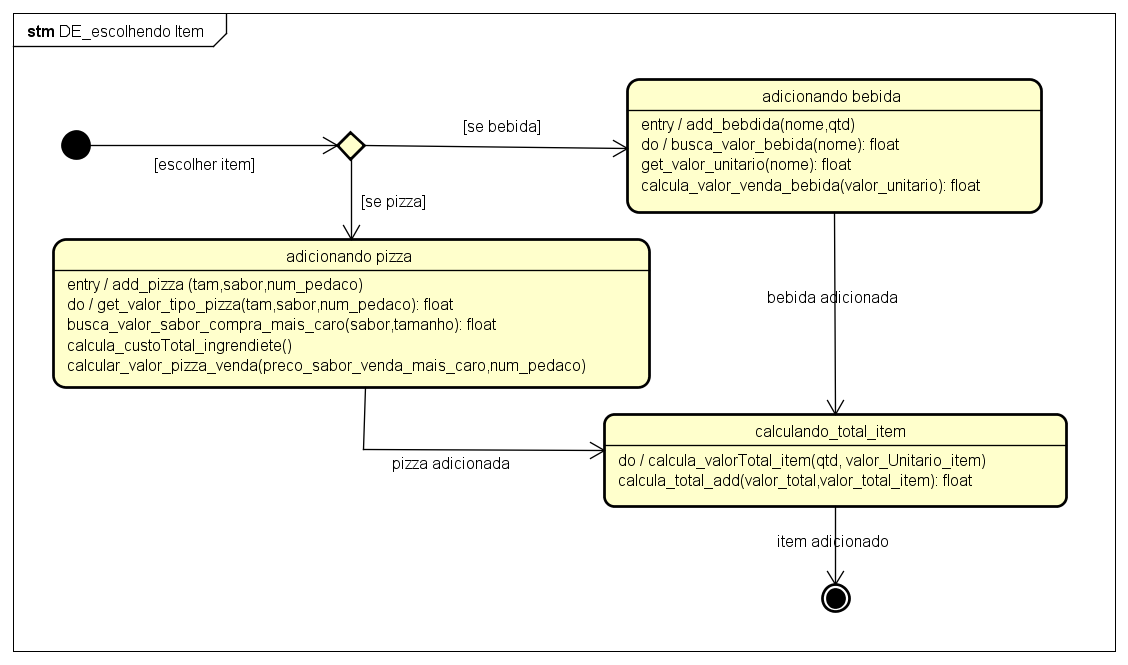 stm DE_escolhendo Item
[escolher item]
[se bebida]
[se pizza]
adicionando bebida
entry / add_bebdida(nome,qtd)
do / busca_valor_bebida(nome): float
get_valor_unitario(nome): float
calcula_valor_venda_bebida(valor_unitario): float
adicionando pizza
entry / add_pizza (tam,sabor,num_pedaco)
do / get_valor_tipo_pizza(tam,sabor,num_pedaco): float
busca_valor_sabor_compra_mais_caro(sabor,tamanho): float
calcula_custoTotal_ingrendiete()
calcular_valor_pizza_venda(preco_sabor_venda_mais_caro,num_pedaco)
bebida adicionada
pizza adicionada
calculando_total_item
do / calcula_valorTotal_item(qtd, valor_Unitario_item)
calcula_total_add(valor_total,valor_total_item): float
item adicionado